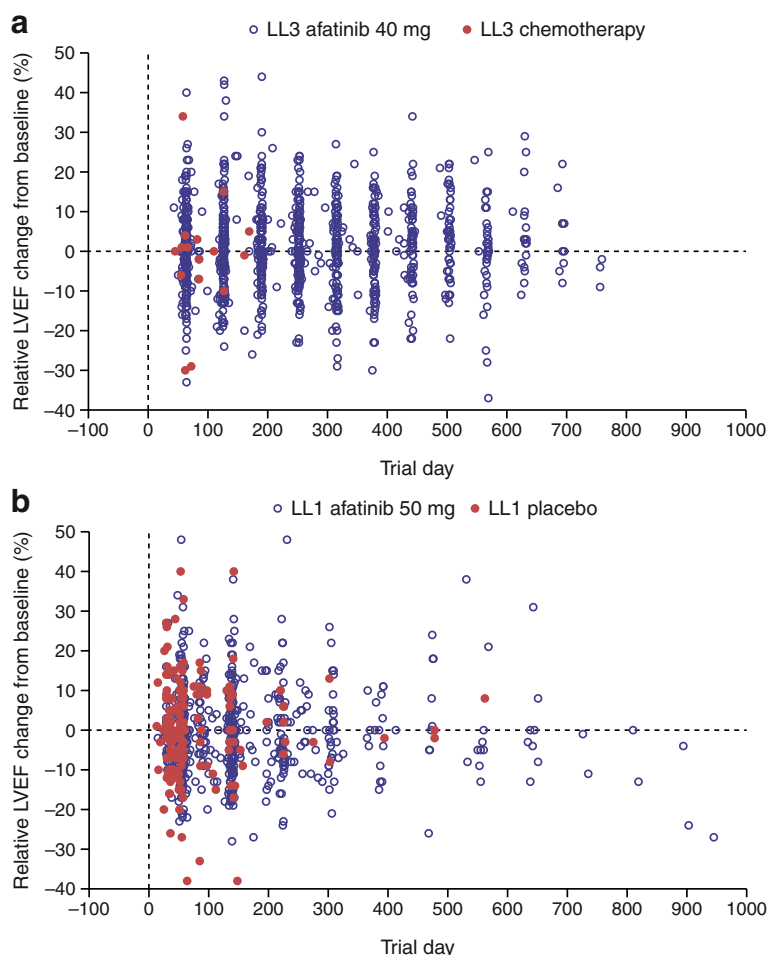 a
LL3 afatinib 40 mg LL3 chemotherapy
Relative LVEF change from baseline (%)
50
40
30
20
10
0
−10
−20
−30
−40
−100 0 100 200 300 400 500 600 700 800 900 1000
Trial day
b
LL1 afatinib 50 mg LL1 placebo
Relative LVEF change from baseline (%)
50
40
30
20
10
0
−10
−20
−30
−40
−100 0 100 200 300 400 500 600 700 800 900 1000
Trial day